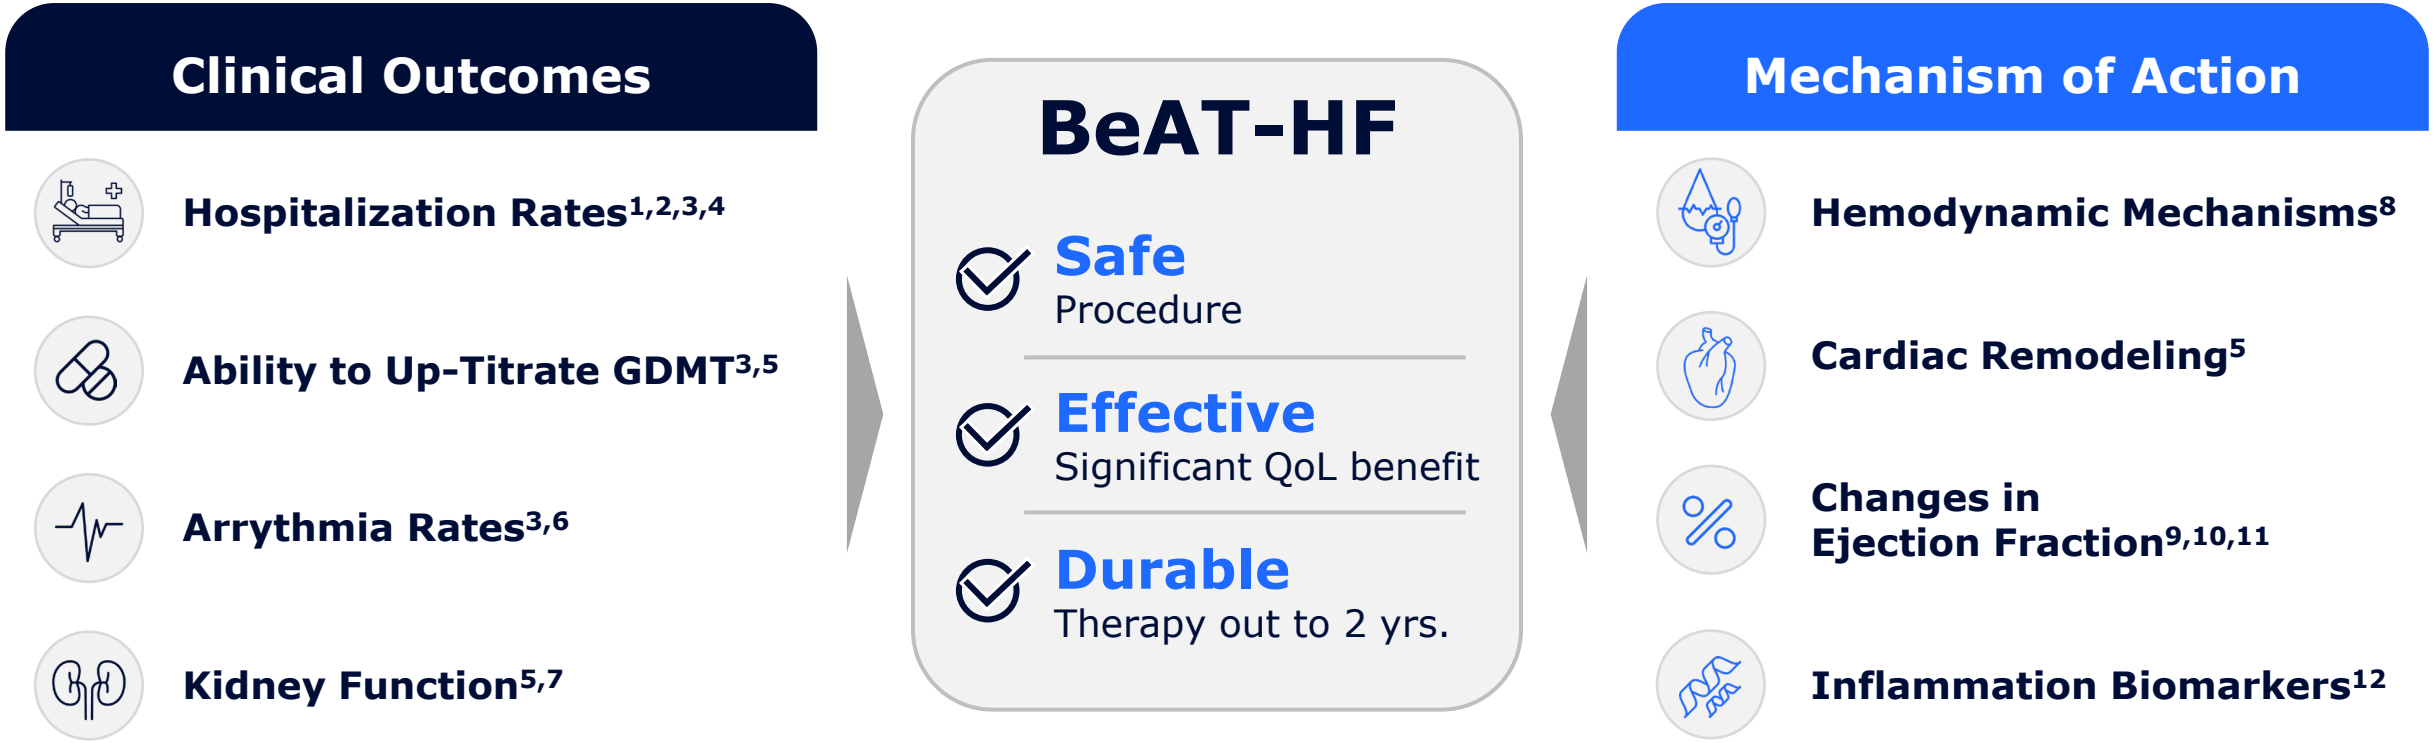 Clinical Outcomes
Hospitalization Rates1,2,3,4
Ability to Up-Titrate GDMT3,5
Arrythmia Rates3,6
Kidney Function5,7
BeAT-HF
Safe
Procedure
Effective
Significant QoL benefit
Durable
Therapy out to 2 yrs.
Mechanism of Action
Hemodynamic Mechanisms8
Cardiac Remodeling5
Changes in
Ejection Fraction9,10,11
Inflammation Biomarkers12